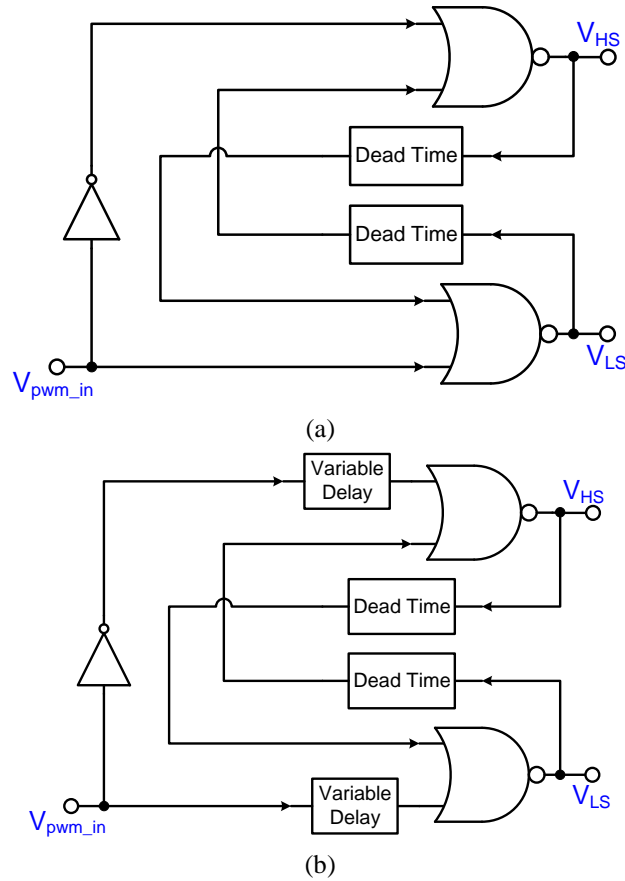 V_HS
Dead Time
Dead Time
V_LS
V_pwm_in
(a)
Variable
Delay
V_HS
Dead Time
Dead Time
V_LS
V_pwm_in
Variable
Delay
(b)